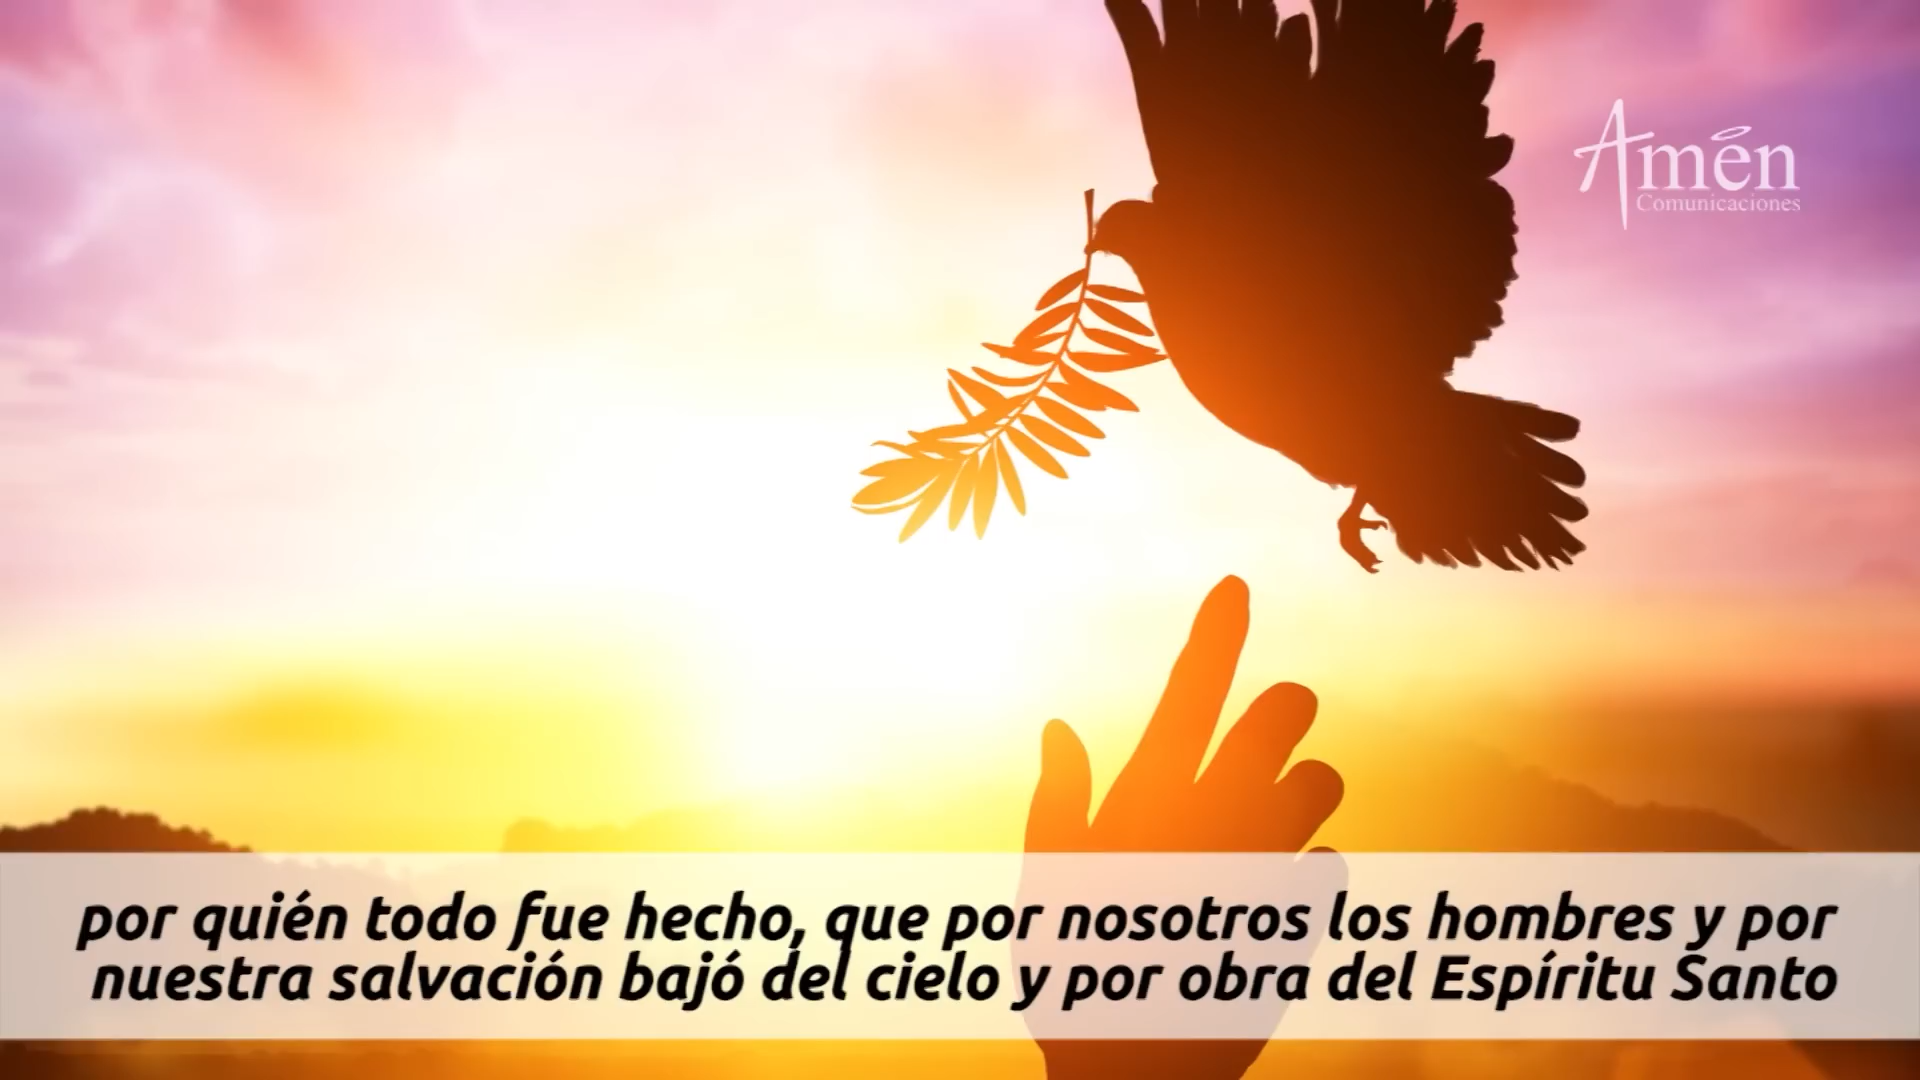 Amén
Comunicaciones
por quién todo fue hecho, que por nosotros los hombres y por
nuestra salvación bajó del cielo y por obra del Espíritu Santo